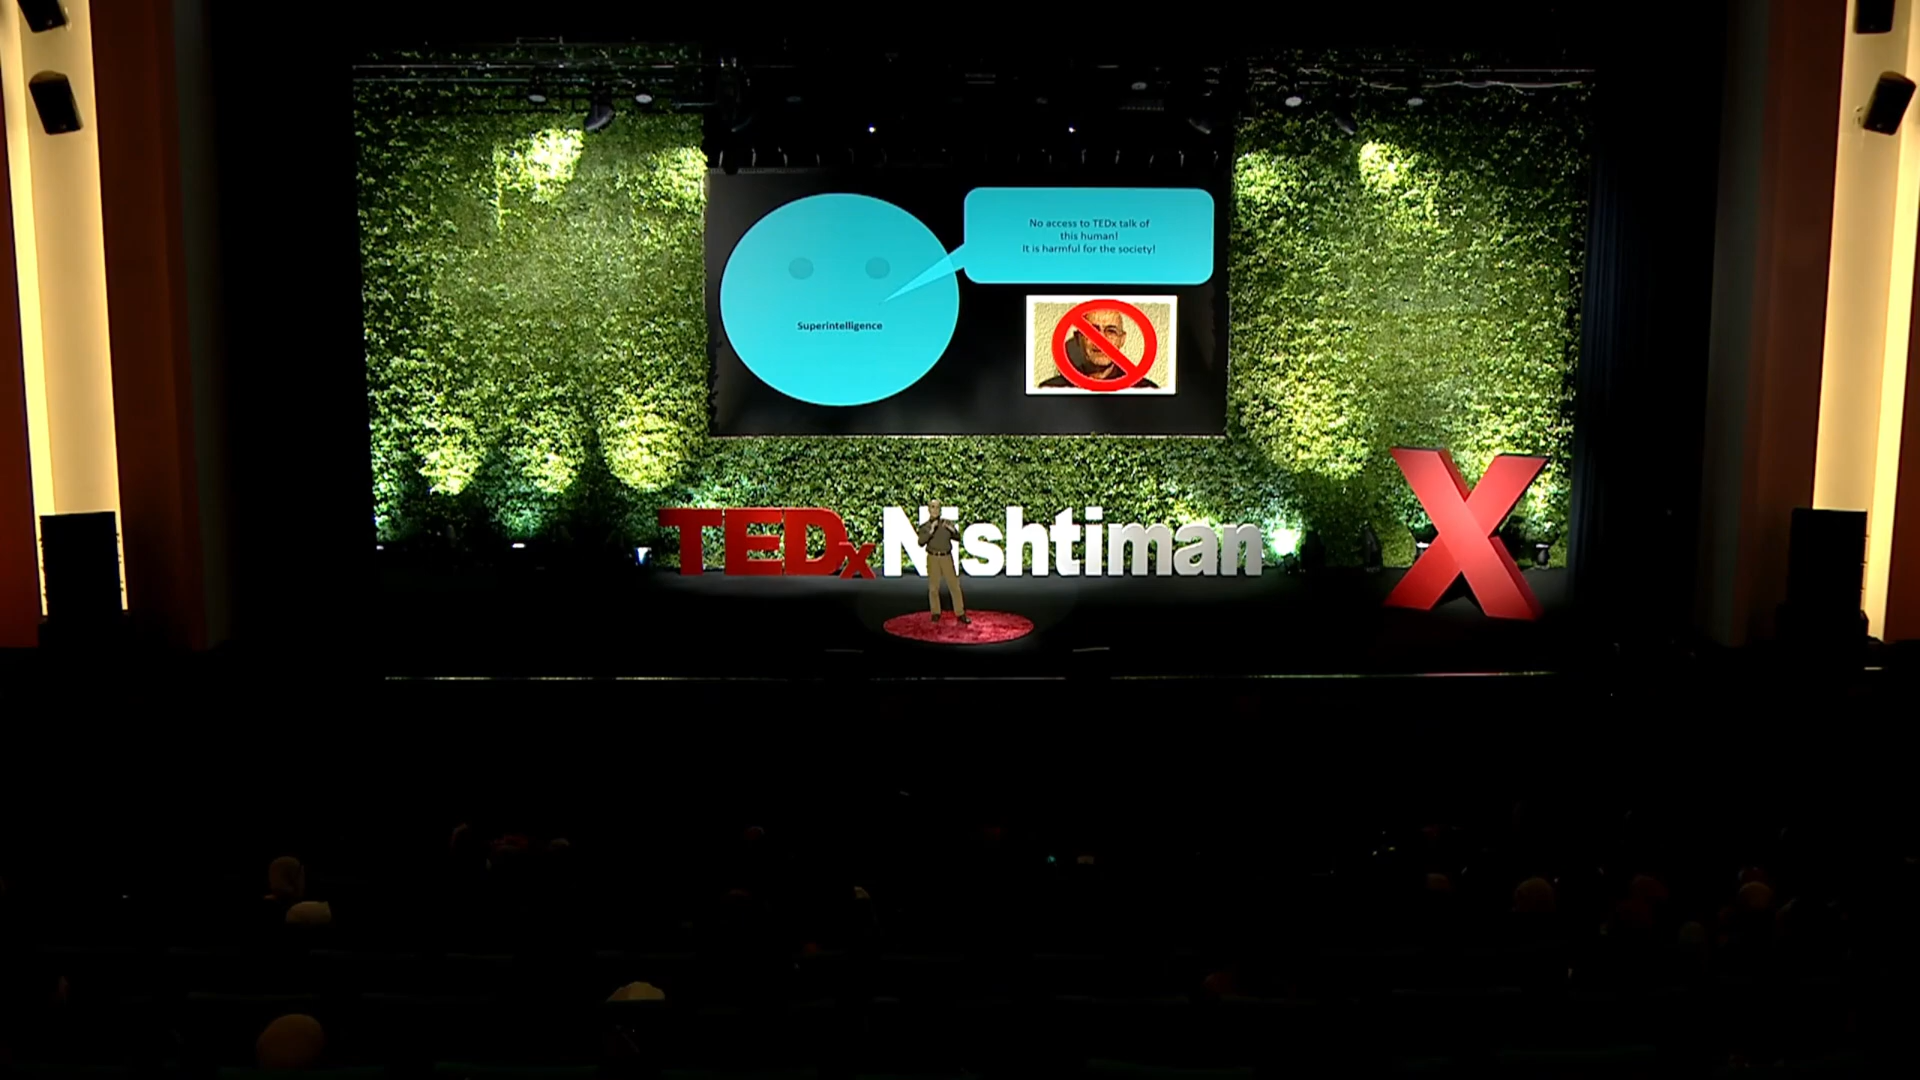 No access to TEDx talk of
this human!
It is harmful for the society!
Superintelligence
TEDx Nishtiman
X